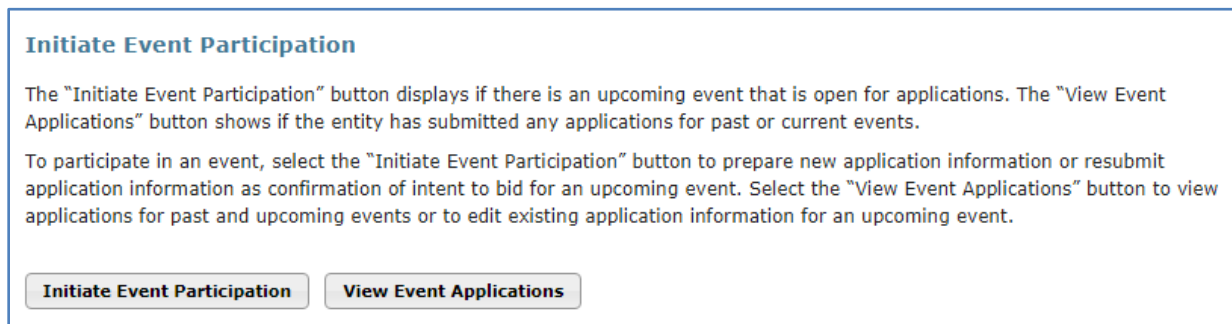 Initiate Event Participation
The “Initiate Event Participation” button displays if there is an upcoming event that is open for applications. The “View Event
Applications” button shows if the entity has submitted any applications for past or current events.
To participate in an event, select the “Initiate Event Participation” button to prepare new application information or resubmit
application information as confirmation of intent to bid for an upcoming event. Select the “View Event Applications” button to view
applications for past and upcoming events or to edit existing application information for an upcoming event.
Initiate Event Participation View Event Applications